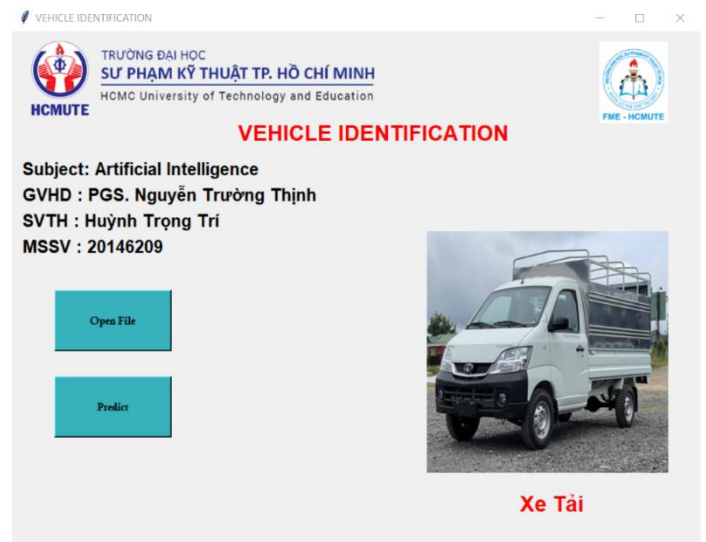 VEHICLE IDENTIFICATION
TRƯỜNG ĐẠI HỌC
SƯ PHẠM KỸ THUẬT TP. HỒ CHÍ MINH
HCMC University of Technology and Education
HCMUTE
FME - HCMUTE
VEHICLE IDENTIFICATION
Subject: Artificial Intelligence
GVHD : PGS. Nguyễn Trường Thịnh
SVTH : Huỳnh Trọng Trí
MSSV : 20146209
Open File
Predict
Xe Tải